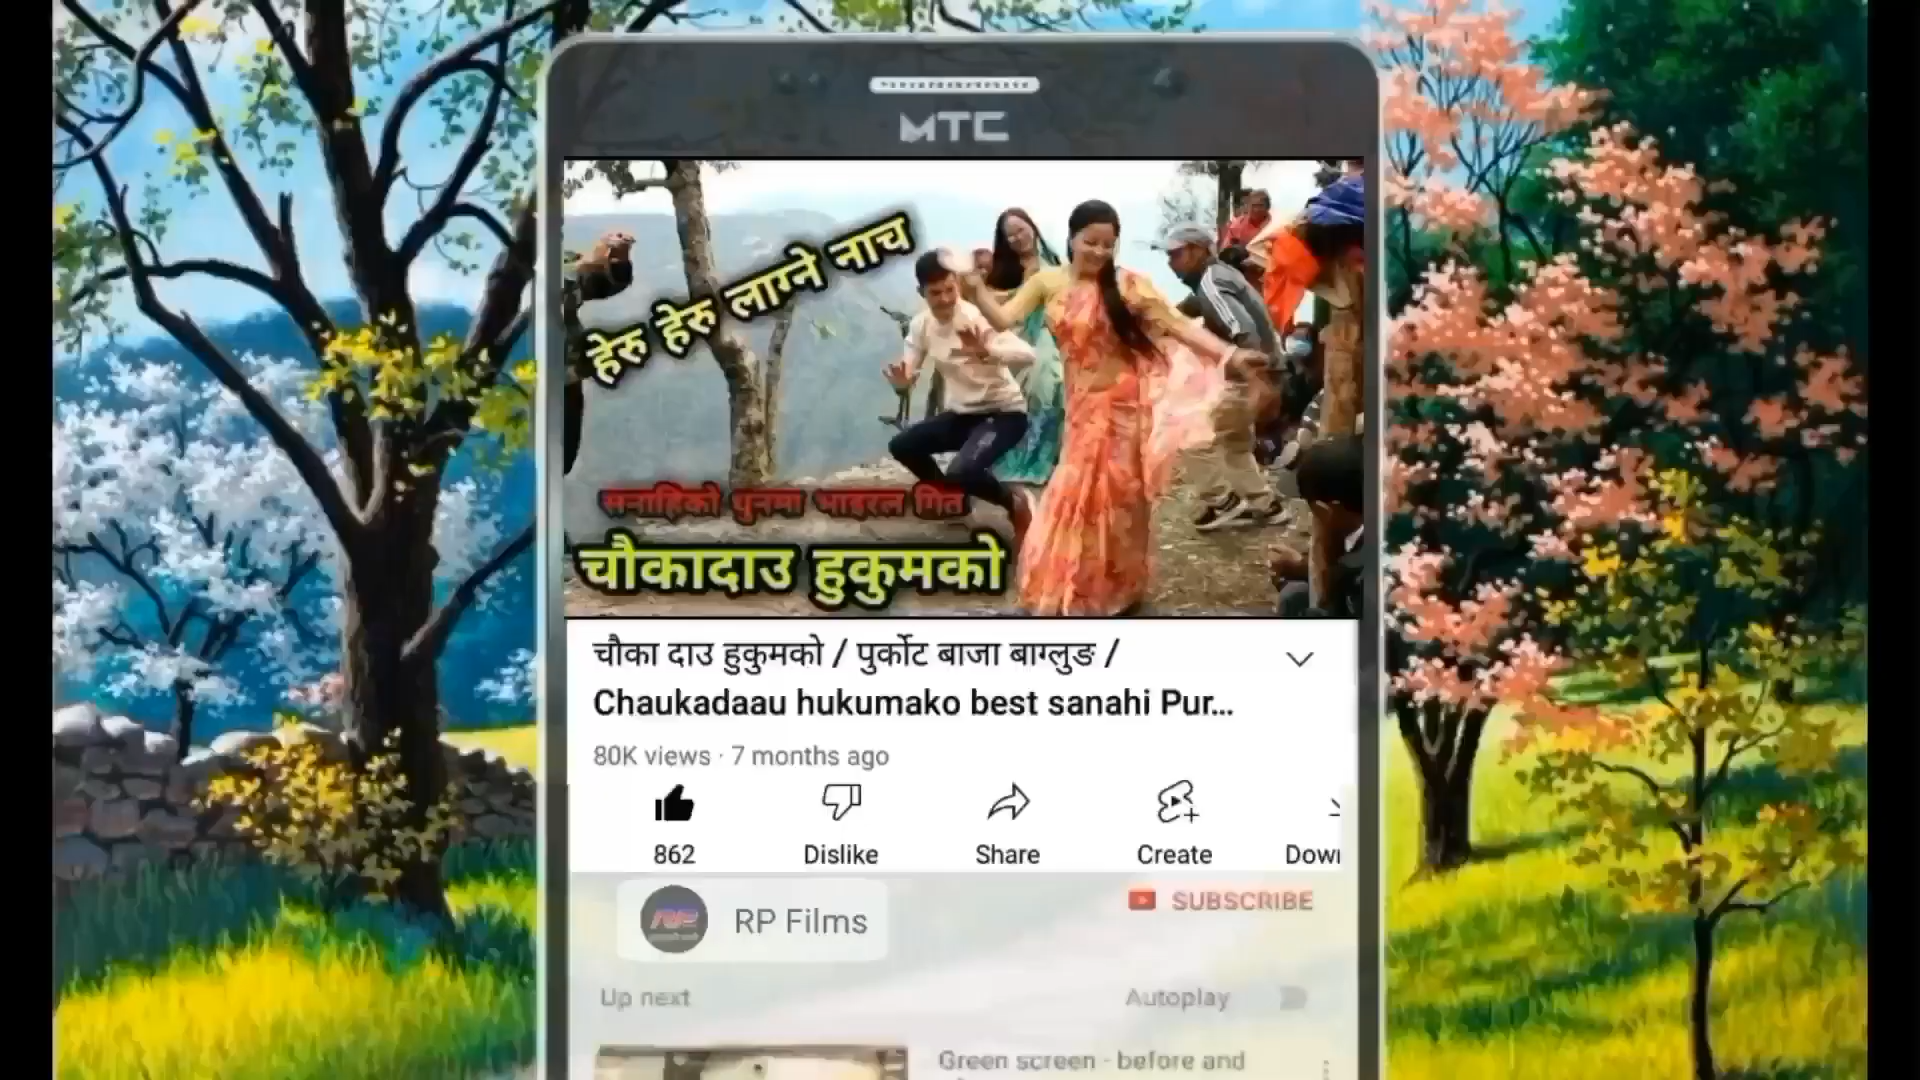 MTC
हेरु हेरु लाग्ने नाच
सनाहिको धुनमा भाइरल गित
चौकादाउ हुकुमको
चौका दाउ हुकुमको / पुर्कोट बाजा बाग्लुङ /
Chaukadaau hukumako best sanahi Pur...
80K views · 7 months ago
862 Dislike Share Create
RP Films SUBSCRIBE
Up next Autoplay
Green screen - before and